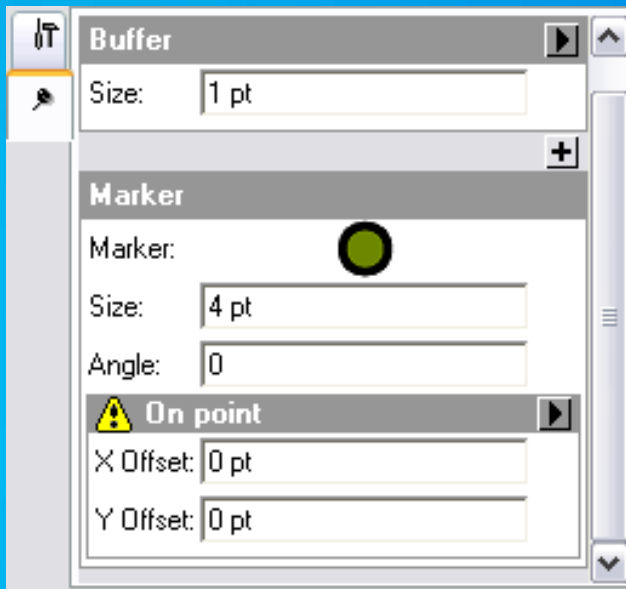 Buffer
Size: 1 pt
Marker
Marker:
Size: 4 pt
Angle: 0
On point
X Offset: 0 pt
Y Offset: 0 pt